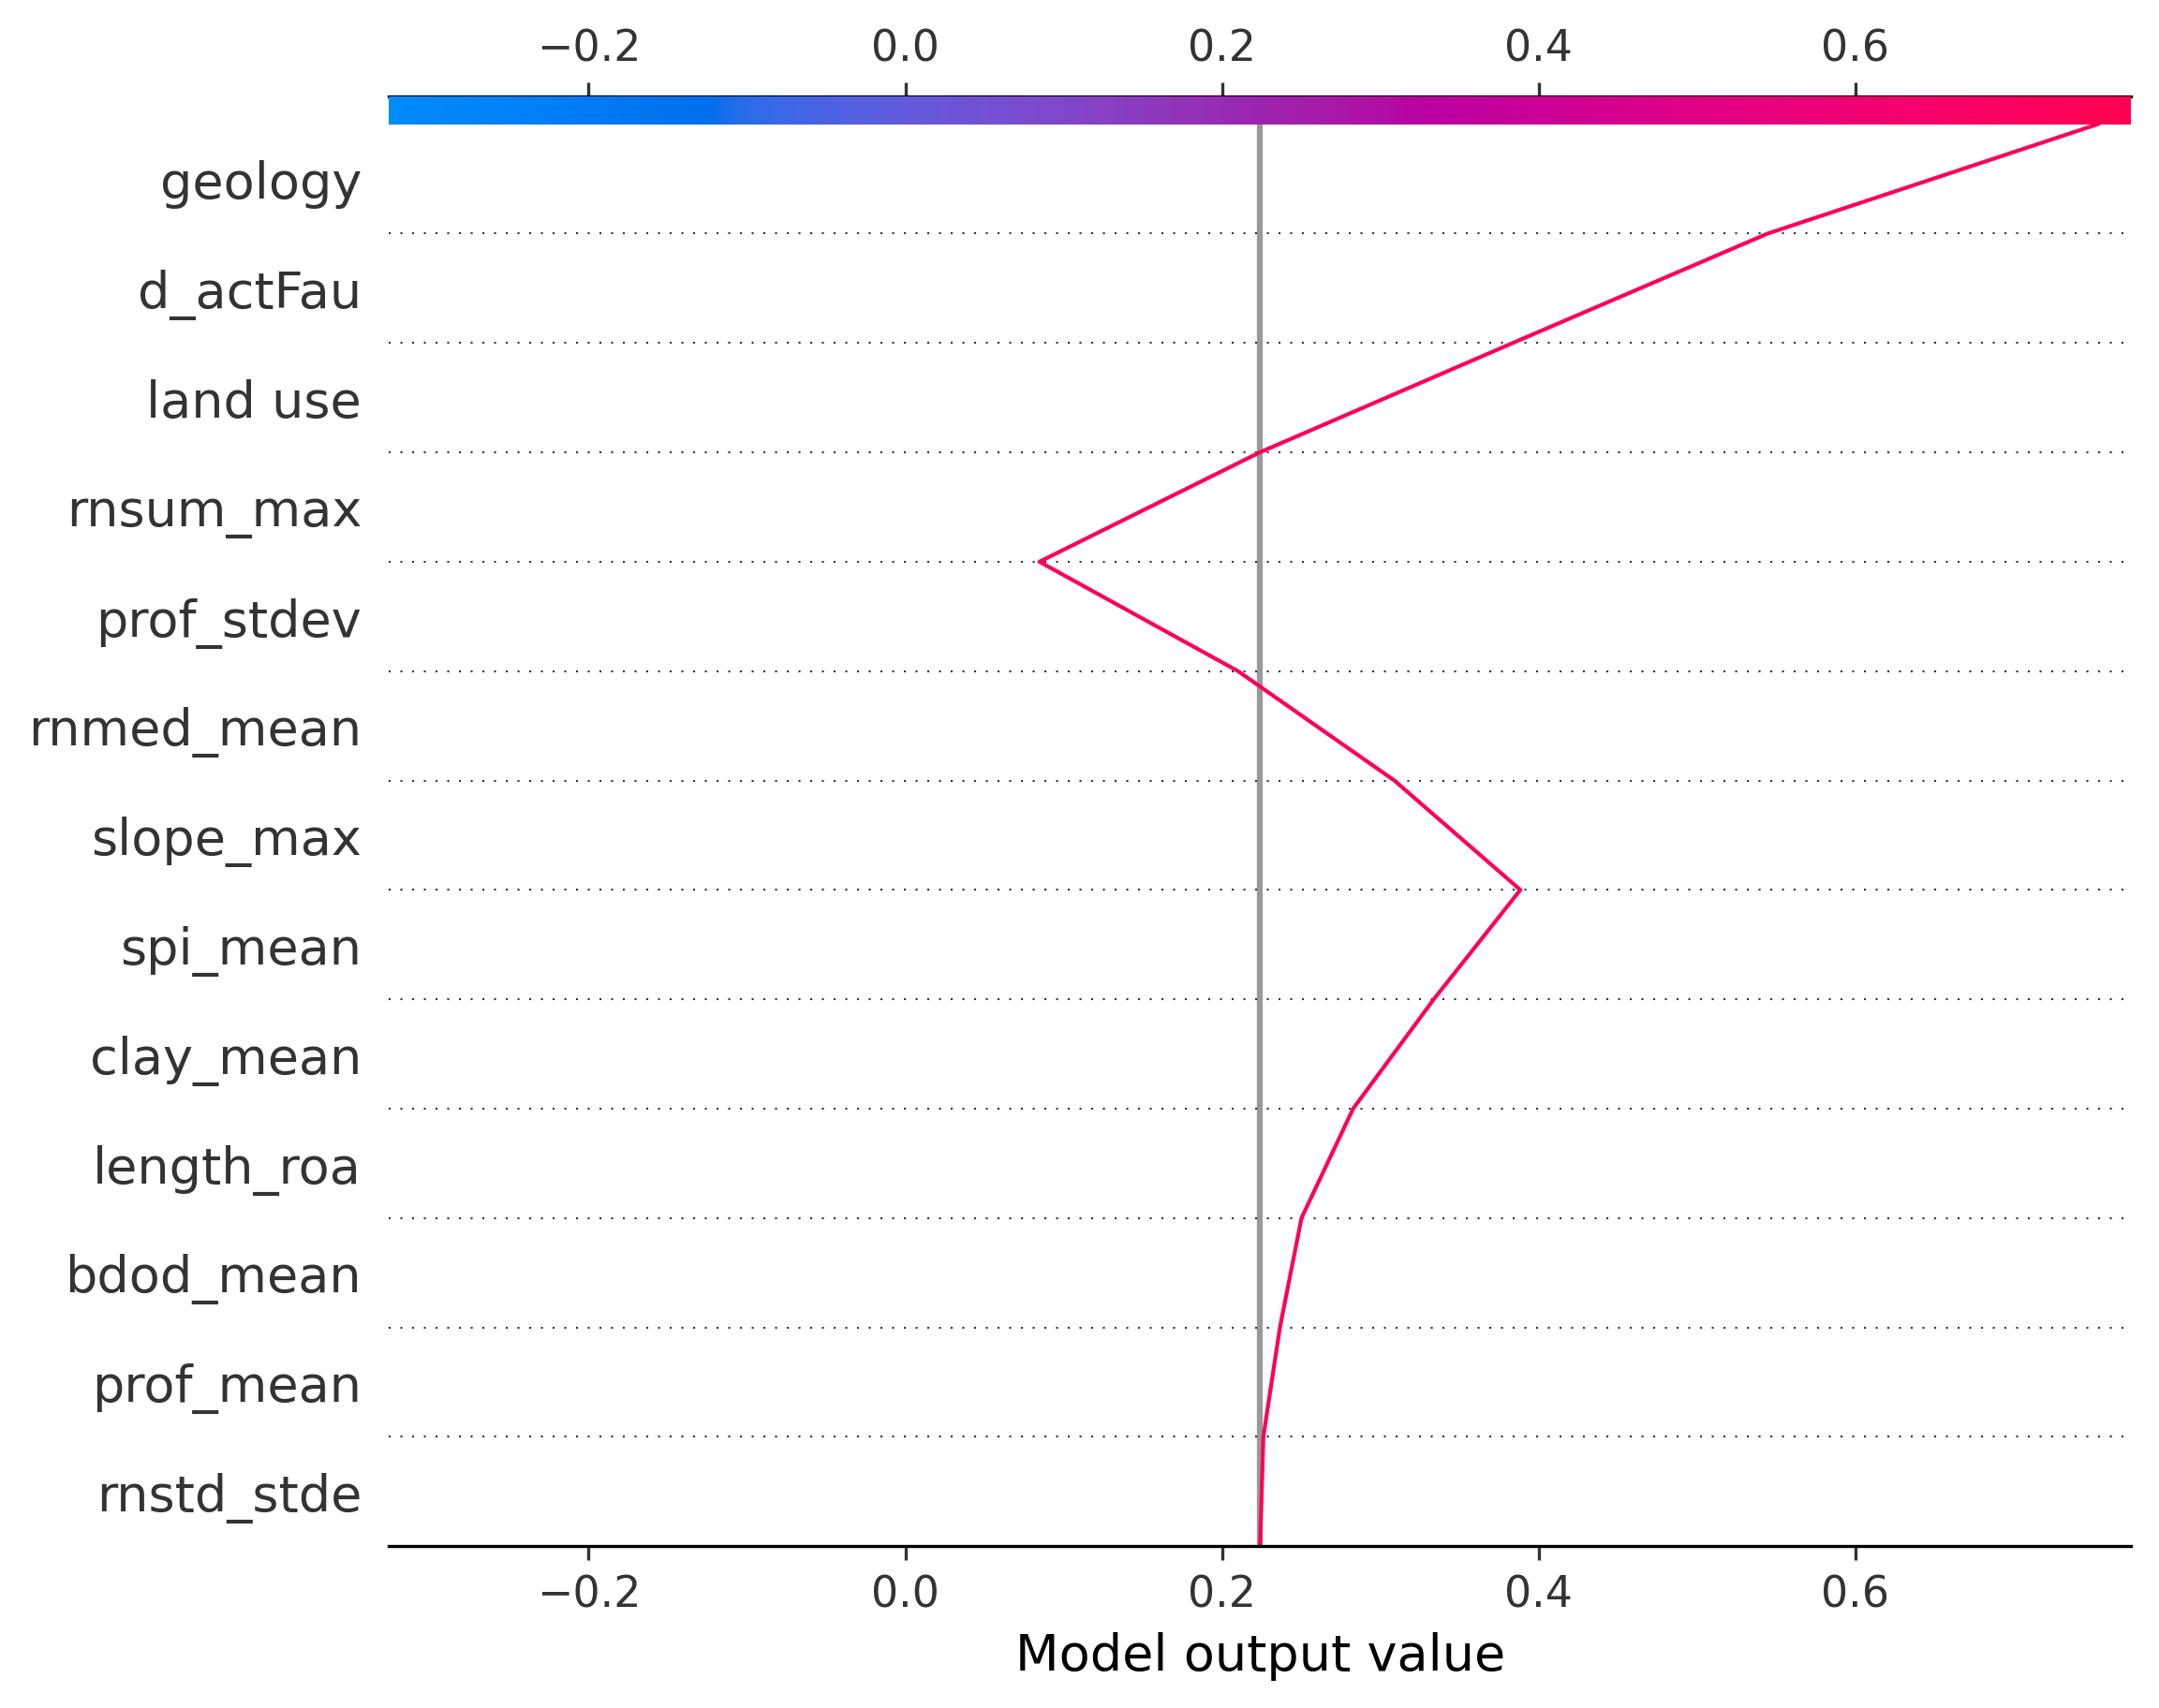 −0.2 0.0 0.2 0.4 0.6
geology
d_actFau
land use
rnsum_max
prof_stdev
rnmed_mean
slope_max
spi_mean
clay_mean
length_roa
bdod_mean
prof_mean
rnstd_stde
−0.2 0.0 0.2 0.4 0.6
Model output value